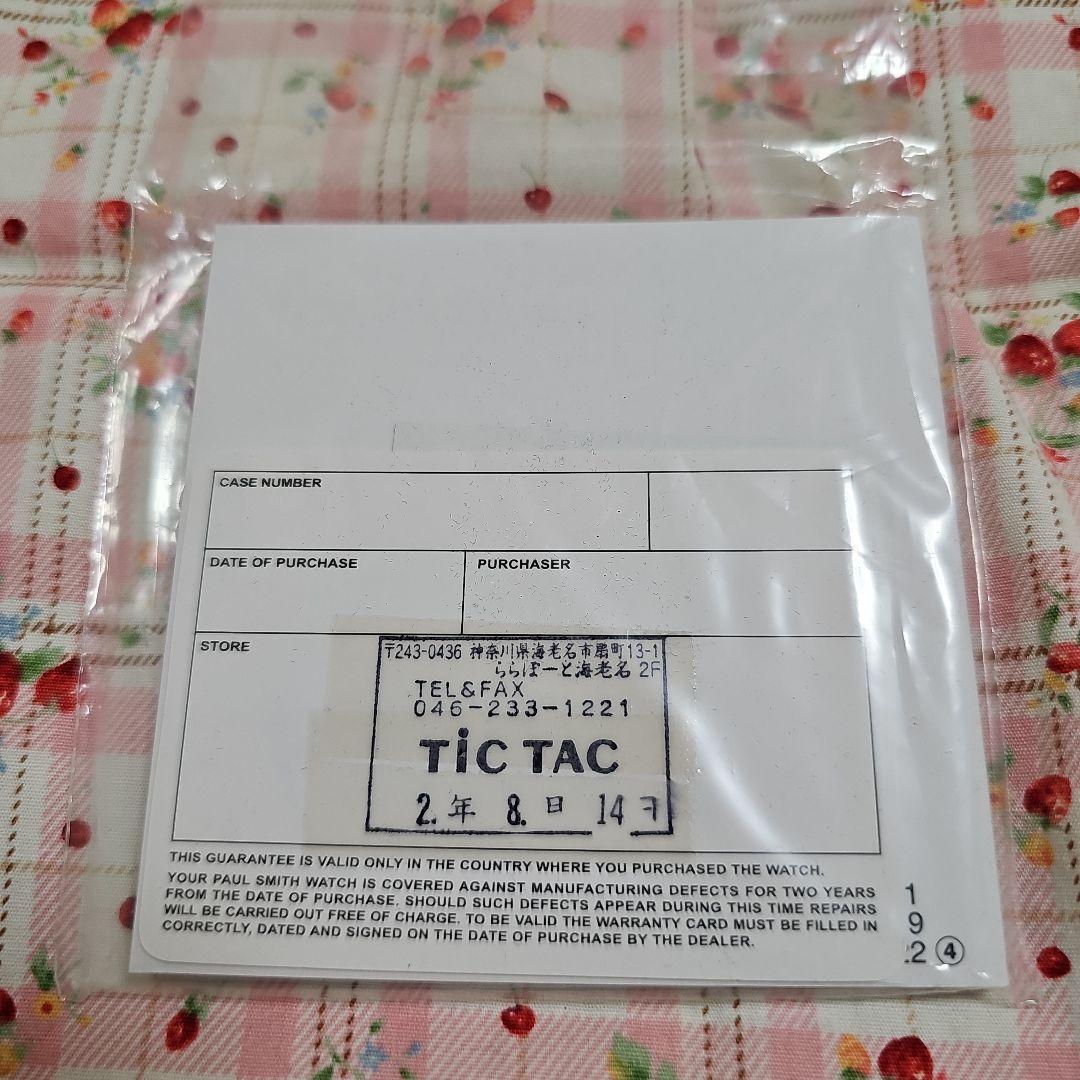 CASE NUMBER
DATE OF PURCHASE
PURCHASER
STORE
〒243-0436 神奈川県海老名市扇町13-1
ららぽーと海老名 2F
TEL&FAX
046-233-1221
TiC TAC
2. 年 8. 日 14
THIS GUARANTEE IS VALID ONLY IN THE COUNTRY WHERE YOU PURCHASED THE WATCH.
YOUR PAUL SMITH WATCH IS COVERED AGAINST MANUFACTURING DEFECTS FOR TWO YEARS
FROM THE DATE OF PURCHASE. SHOULD SUCH DEFECTS APPEAR DURING THIS TIME REPAIRS
WILL BE CARRIED OUT FREE OF CHARGE. TO BE VALID THE WARRANTY CARD MUST BE FILLED IN
CORRECTLY, DATED AND SIGNED ON THE DATE OF PURCHASE BY THE DEALER.
1
9
2 ④